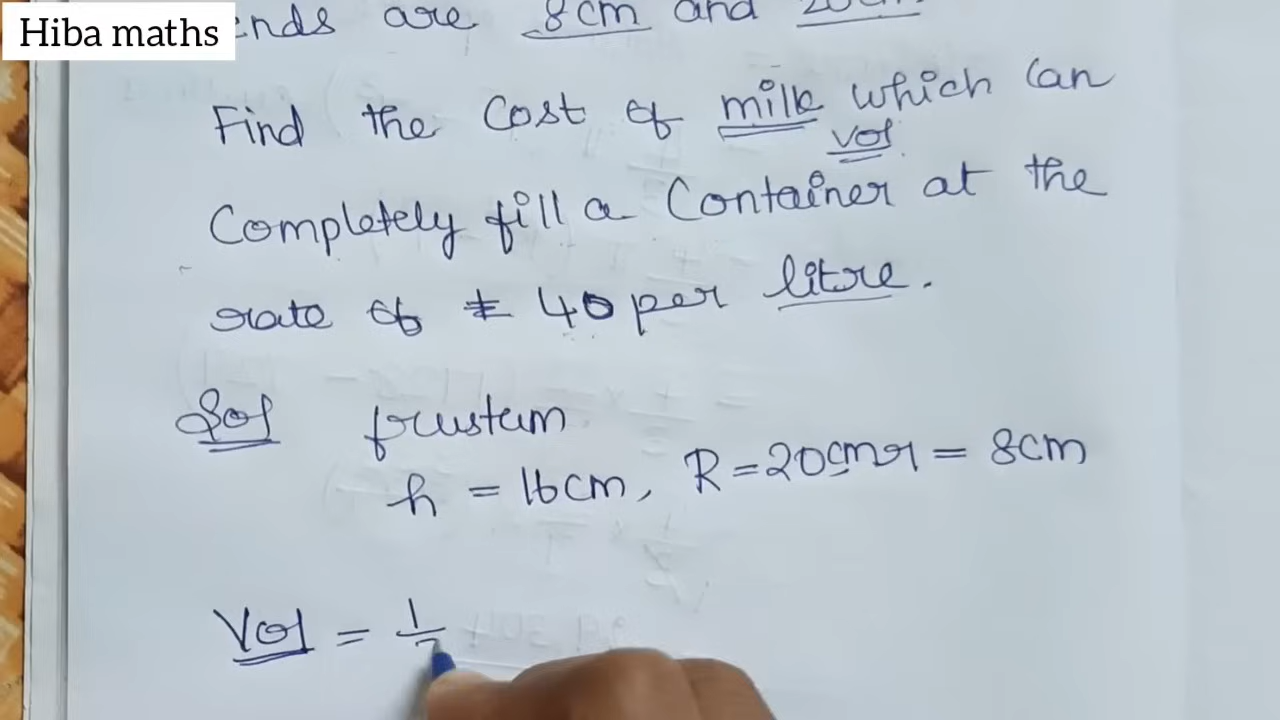 Hiba maths
ends are 8cm and 20cm
Find the Cost of milk which Can
vol
Completely fill a Container at the
rate of ₹ 40 per litre.
Sol frustum
h = 16cm, R = 20cm r = 8cm
Vol = 1